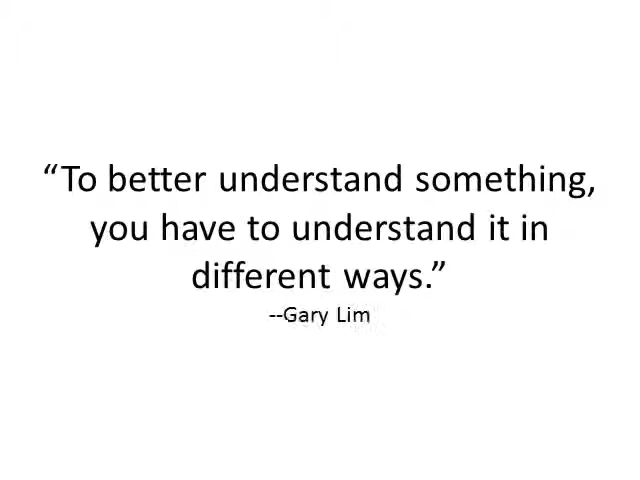 “To better understand something,
you have to understand it in
different ways.”
--Gary Lim